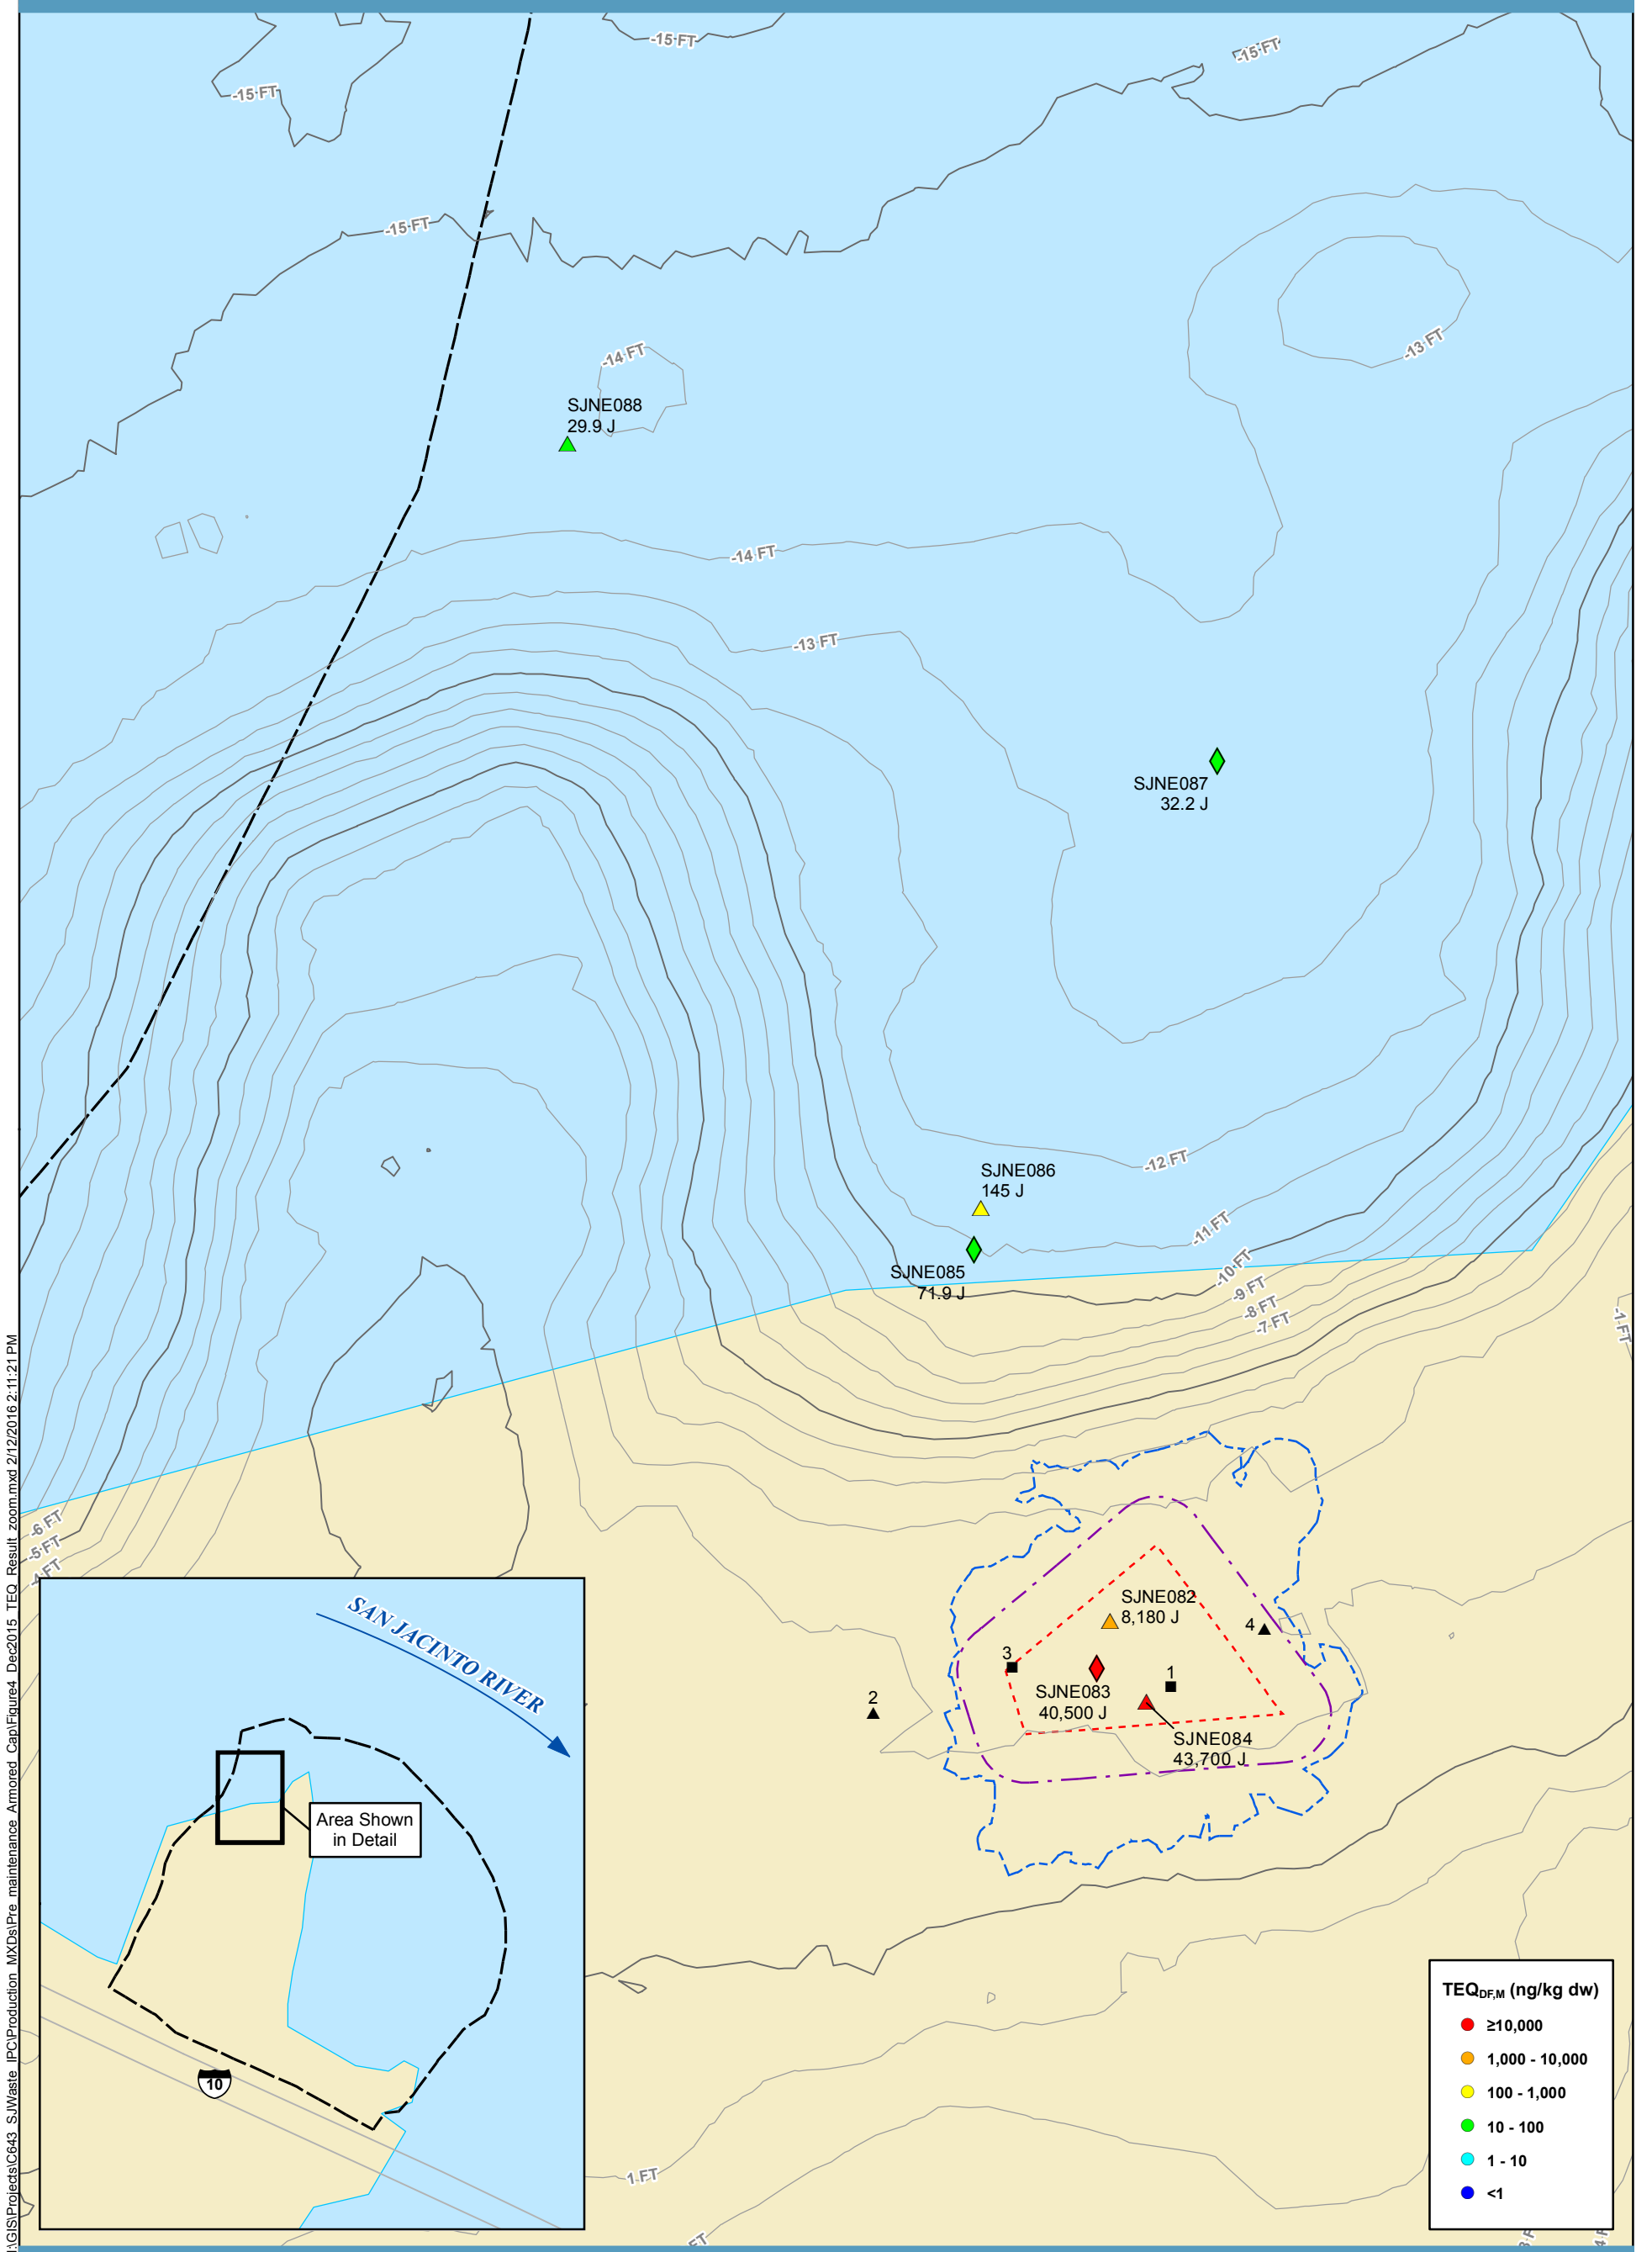 -15 FT
-15 FT
-15 FT
-15 FT
-14 FT
-13 FT
SJNE088
29.9 J
-14 FT
-13 FT
SJNE087
32.2 J
-12 FT
SJNE086
145 J
-11 FT
SJNE085
71.9 J
-10 FT
-9 FT
-8 FT
-7 FT
-1 FT
-6 FT
-5 FT
-4 FT
SJNE082
8,180 J
4
3
1
2
SJNE083
40,500 J
SJNE084
43,700 J
SAN JACINTO RIVER
Area Shown
in Detail
10
1 FT
FT
TEQDF,M (ng/kg dw)
≥10,000
1,000 - 10,000
100 - 1,000
10 - 100
1 - 10
<1
I:\GIS\Projects\C643_SJWaste_IPC\Production_MXDs\Pre_maintenance_Armored_Cap\Figure4_Dec2015_TEQ_Result_zoom.mxd 2/12/2016 2:11:21 PM